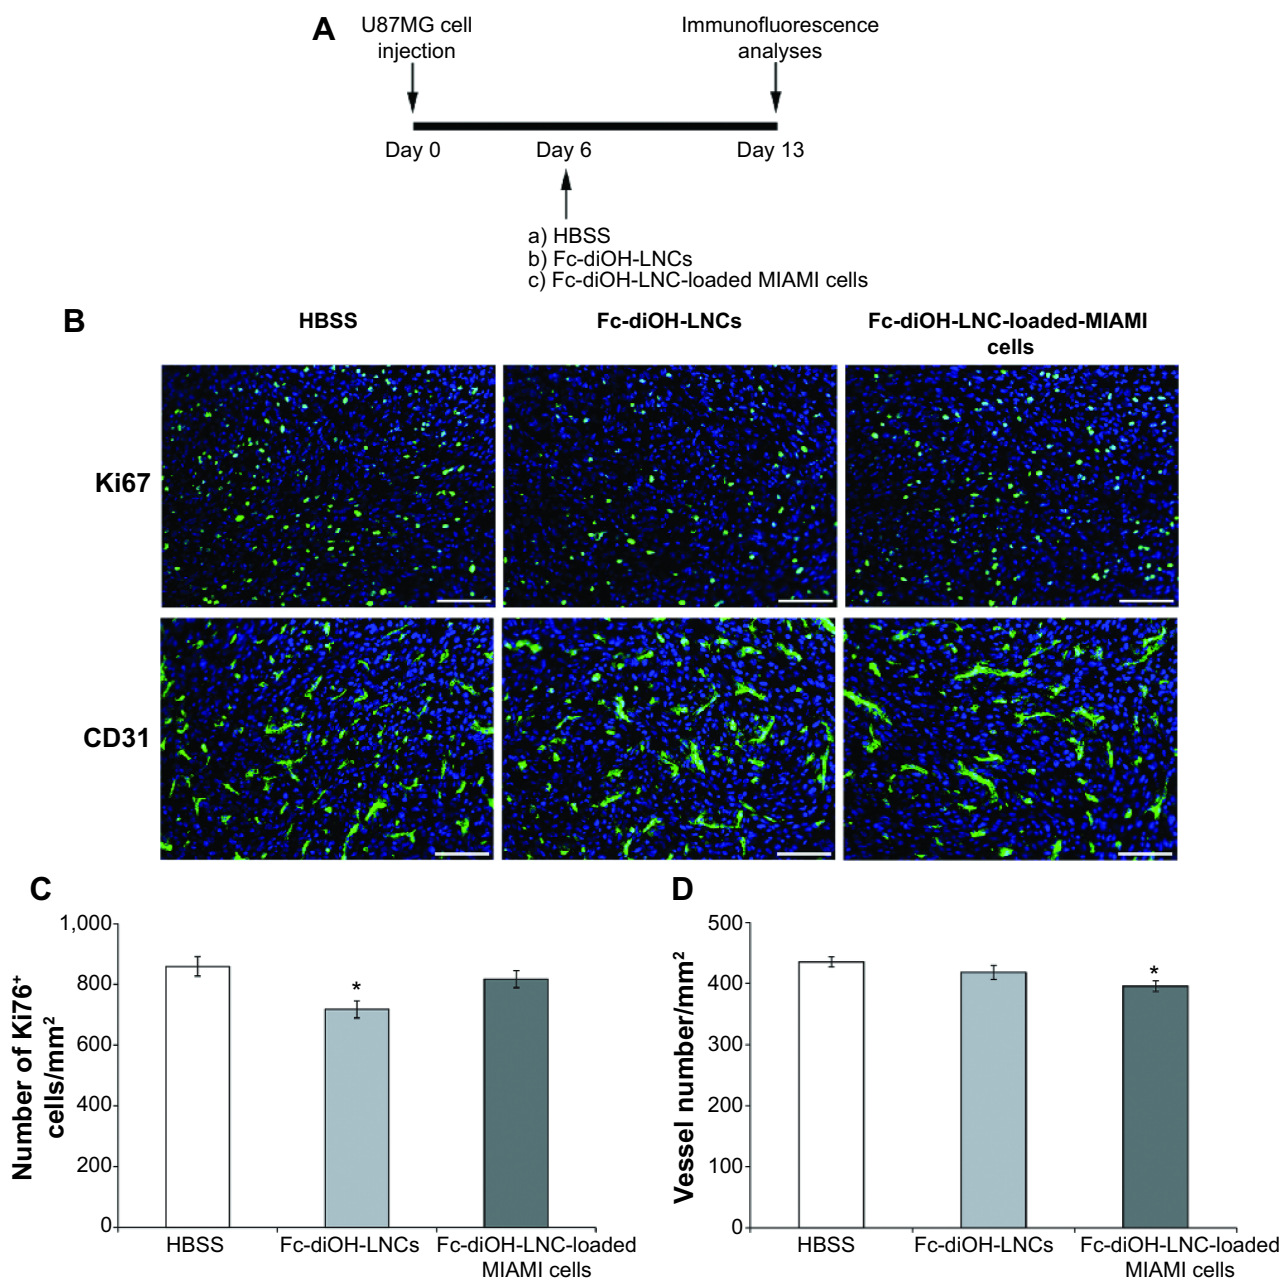 A
U87MG cell
injection
Immunofluorescence
analyses
Day 0
Day 6
Day 13
a) HBSS
b) Fc-diOH-LNCs
c) Fc-diOH-LNC-loaded MIAMI cells
B
HBSS
Fc-diOH-LNCs
Fc-diOH-LNC-loaded-MIAMI
cells
Ki67
CD31
C
Number of Ki76+
cells/mm2
1,000
800
600
400
200
0
*
HBSS
Fc-diOH-LNCs
Fc-diOH-LNC-loaded
MIAMI cells
D
Vessel number/mm2
500
400
300
200
100
0
*
HBSS
Fc-diOH-LNCs
Fc-diOH-LNC-loaded
MIAMI cells